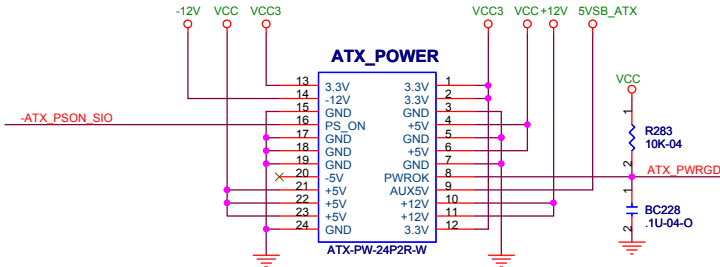 -12V VCC VCC3 VCC3 VCC +12V 5VSB_ATX
ATX_POWER
VCC
13 3.3V 3.3V 1
14 -12V 3.3V 2
15 GND GND 3
-ATX_PSON_SIO 16 PS_ON +5V 4
17 GND GND 5
18 GND +5V 6
19 GND GND 7
20 -5V PWROK 8
21 +5V AUX5V 9
22 +5V +12V 10
23 +5V +12V 11
24 GND 3.3V 12
ATX-PW-24P2R-W
1
R283
10K-04
2
ATX_PWRGD
1
BC228
.1U-04-O
2